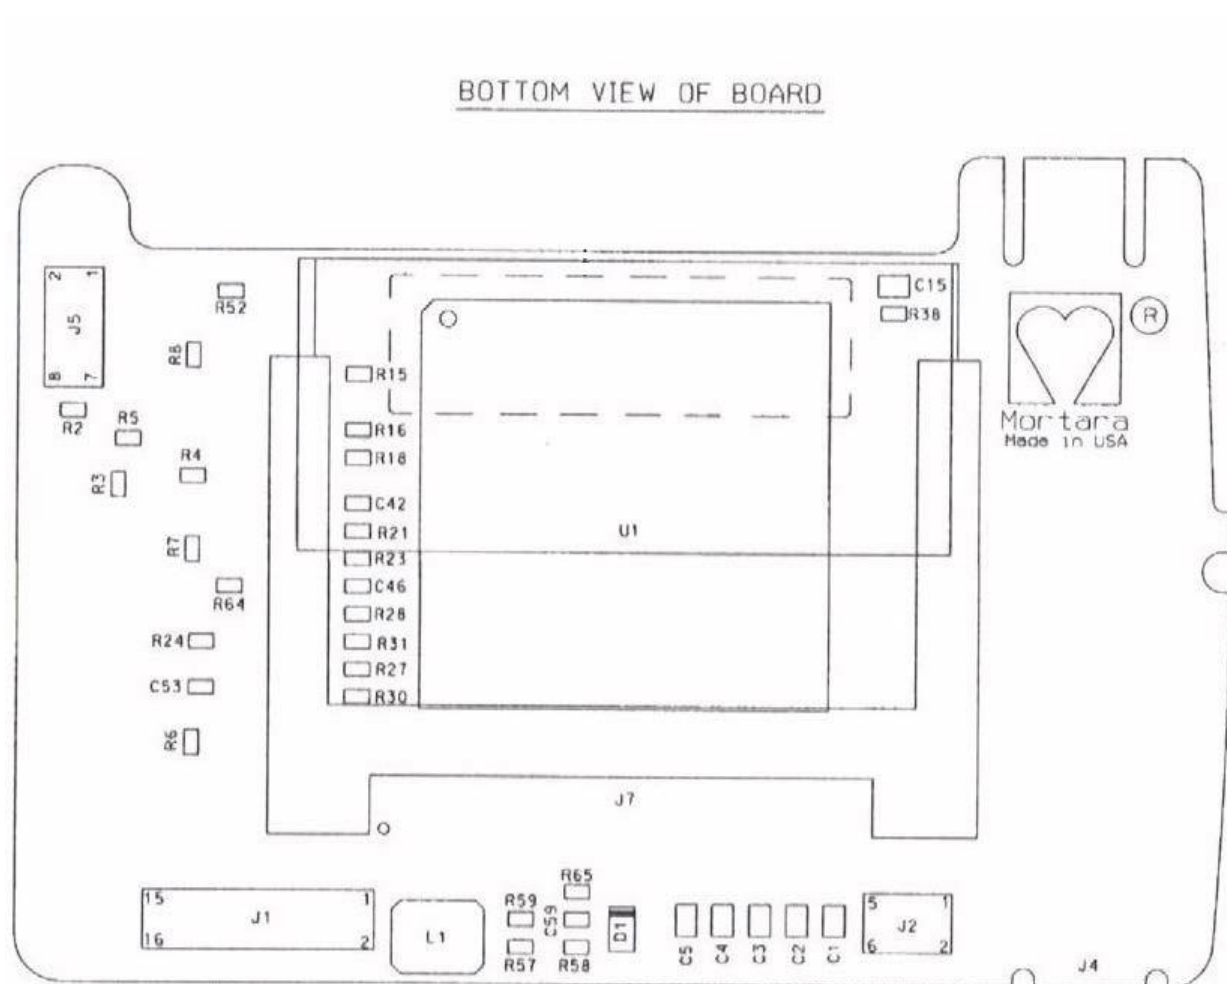 BOTTOM VIEW OF BOARD
2 1
J5
8 7
R52
R8
R2
R5
R4
R3
R7
R64
R24
C53
R6
R15
R16
R18
C42
R21
R23
C46
R28
R31
R27
R30
U1
C15
R38
R
Mortara
Made in USA
J7
15 1
J1
16 2
L1
R59
R57
C59
R65
R58
D1
C5
C4
C3
C2
C1
5 1
J2
6 2
J4